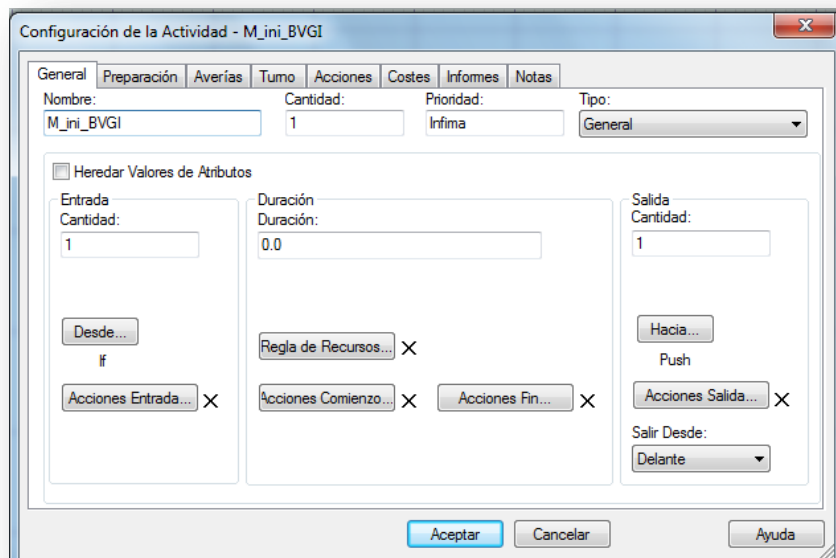 Configuración de la Actividad - M_ini_BVGI
General Preparación Averías Turno Acciones Costes Informes Notas
Nombre: Cantidad: Prioridad: Tipo:
M_ini_BVGI 1 Infima General
Heredar Valores de Atributos
Entrada Duración Salida
Cantidad: Duración: Cantidad:
1 0.0 1
Desde... Regla de Recursos... Hacia...
If Push
Acciones Entrada... Acciones Comienzo... Acciones Fin... Acciones Salida...
Salir Desde:
Delante
Aceptar Cancelar Ayuda